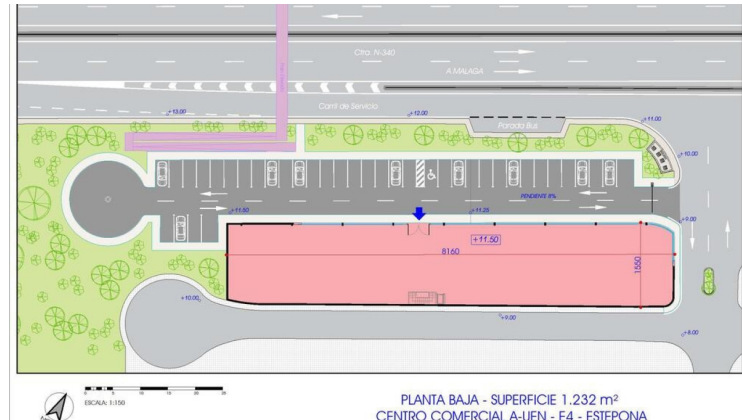 Ctra. N-340
A MALAGA
Carril de Servicio
+13.00
+12.00
Parada Bus
+11.00
+10.00
PENDIENTE 8%
+11.50
+11.25
+9.00
+11.50
8160
1550
+10.00
+9.00
+8.00
ESCALA: 1:150
PLANTA BAJA - SUPERFICIE 1.232 m²
CENTRO COMERCIAL A-UEN - E4 - ESTEPONA